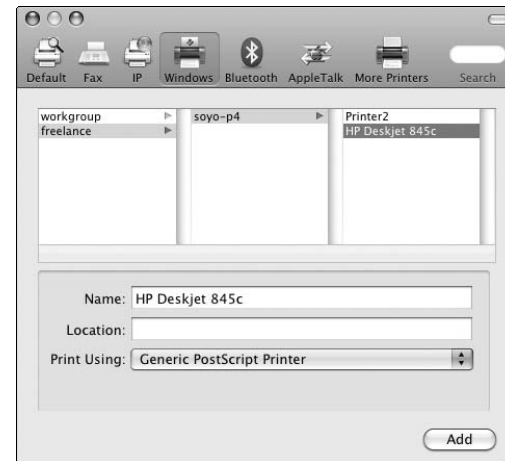 Default Fax IP Windows Bluetooth AppleTalk More Printers Search
workgroup soyo-p4 Printer2
freelance HP Deskjet 845c
Name: HP Deskjet 845c
Location:
Print Using: Generic PostScript Printer
Add